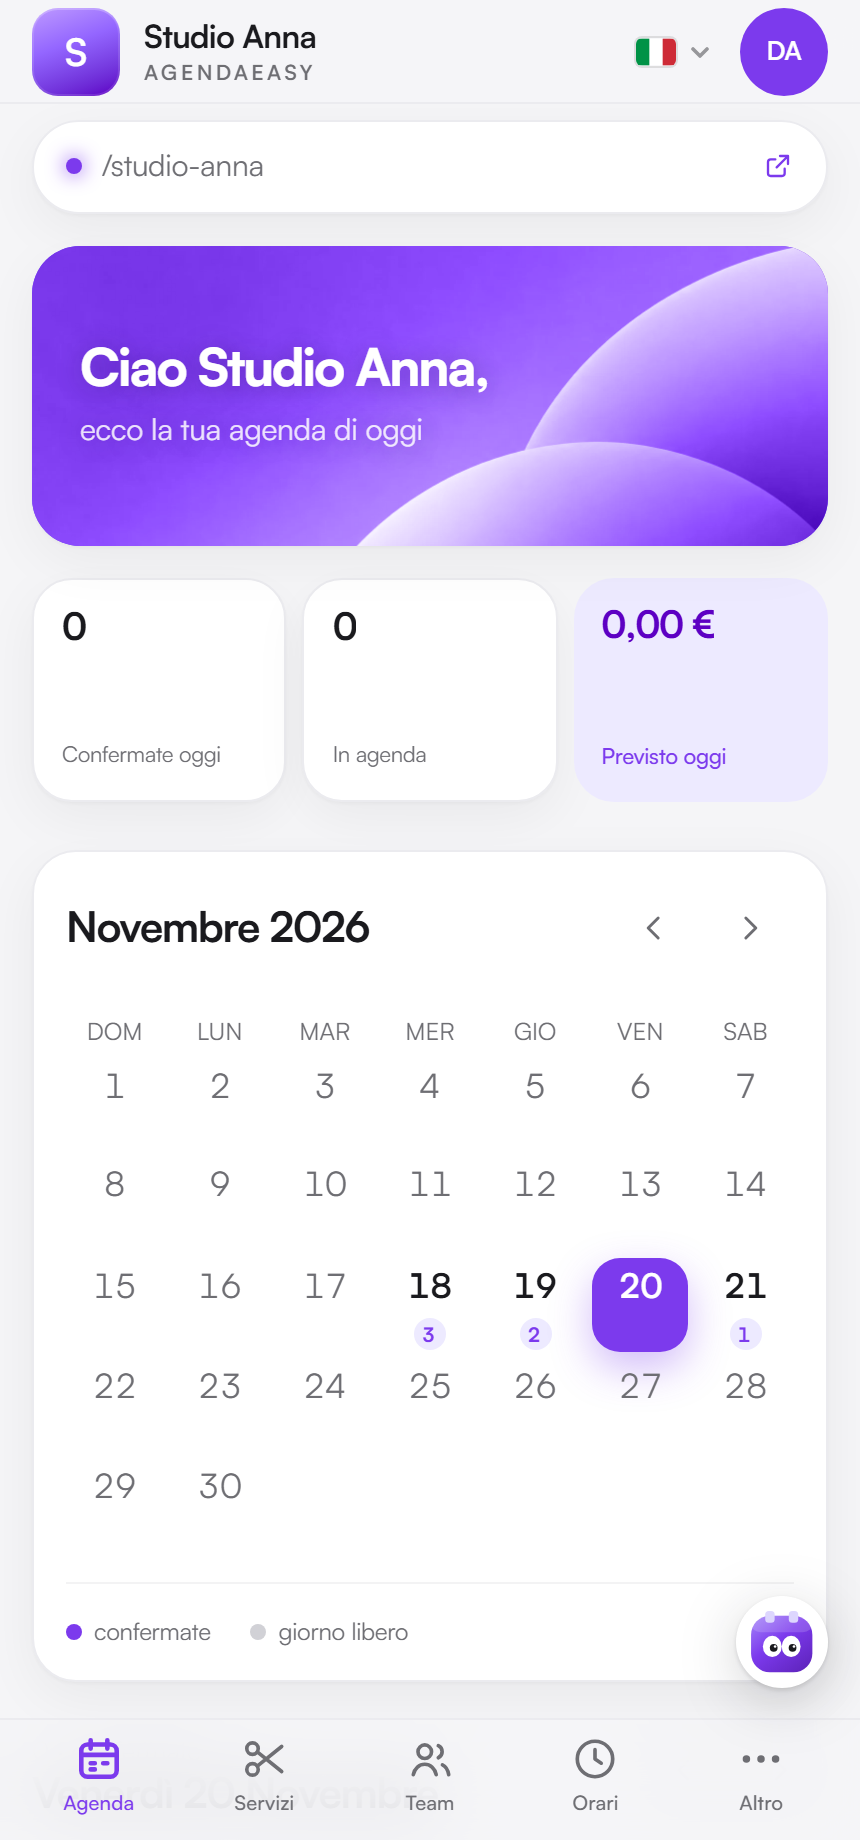 S
Studio Anna
AGENDAEASY
DA
/studio-anna
Ciao Studio Anna,
ecco la tua agenda di oggi
0
Confermate oggi
0
In agenda
0,00 €
Previsto oggi
Novembre 2026
DOM LUN MAR MER GIO VEN SAB
1 2 3 4 5 6 7
8 9 10 11 12 13 14
15 16 17 18 19 20 21
3 2 1
22 23 24 25 26 27 28
29 30
confermate giorno libero
Venerdì 20 Novembre
Agenda Servizi Team Orari Altro